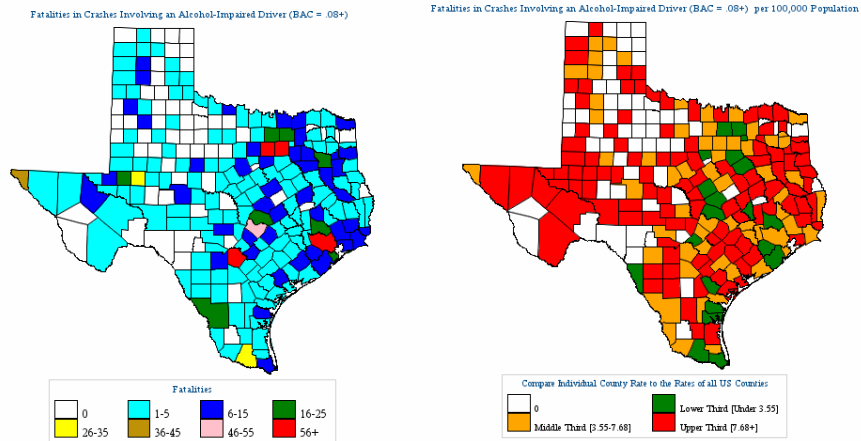 Fatalities in Crashes Involving an Alcohol-Impaired Driver (BAC = .08+)
Fatalities in Crashes Involving an Alcohol-Impaired Driver (BAC = .08+) per 100,000 Population
Fatalities
0
1-5
6-15
16-25
26-35
36-45
46-55
56+
Compare Individual County Rate to the Rates of all US Counties
0
Lower Third [Under 3.55]
Middle Third [3.55-7.68]
Upper Third [7.68+]